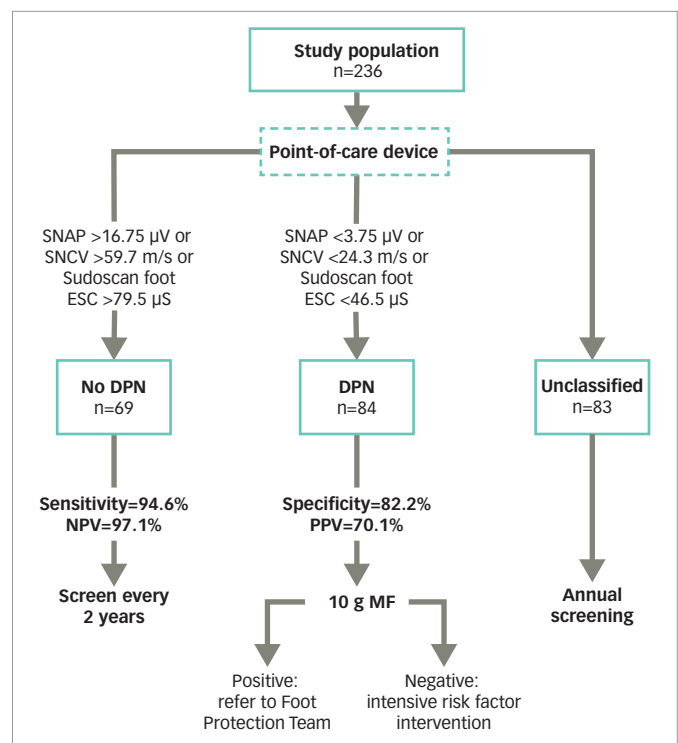 Study population
n=236
Point-of-care device
SNAP >16.75 µV or
SNCV >59.7 m/s or
Sudoscan foot
ESC >79.5 µS
SNAP <3.75 µV or
SNCV <24.3 m/s or
Sudoscan foot
ESC <46.5 µS
No DPN
n=69
DPN
n=84
Unclassified
n=83
Sensitivity=94.6%
NPV=97.1%
Specificity=82.2%
PPV=70.1%
Screen every
2 years
10 g MF
Annual
screening
Positive:
refer to Foot
Protection Team
Negative:
intensive risk factor
intervention